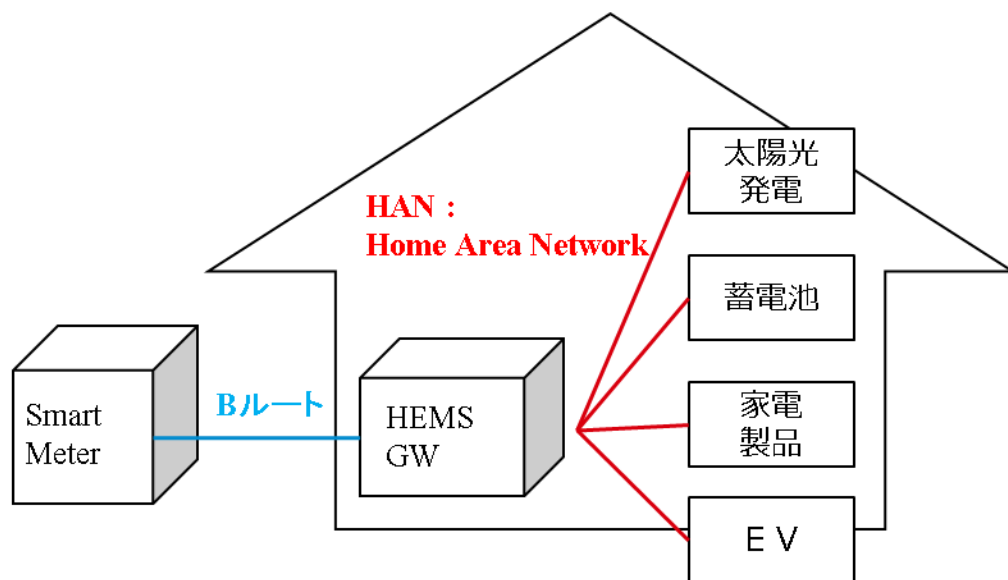 太陽光
発電
HAN：
Home Area Network
蓄電池
Smart
Meter
Bルート
HEMS
GW
家電
製品
ＥＶ